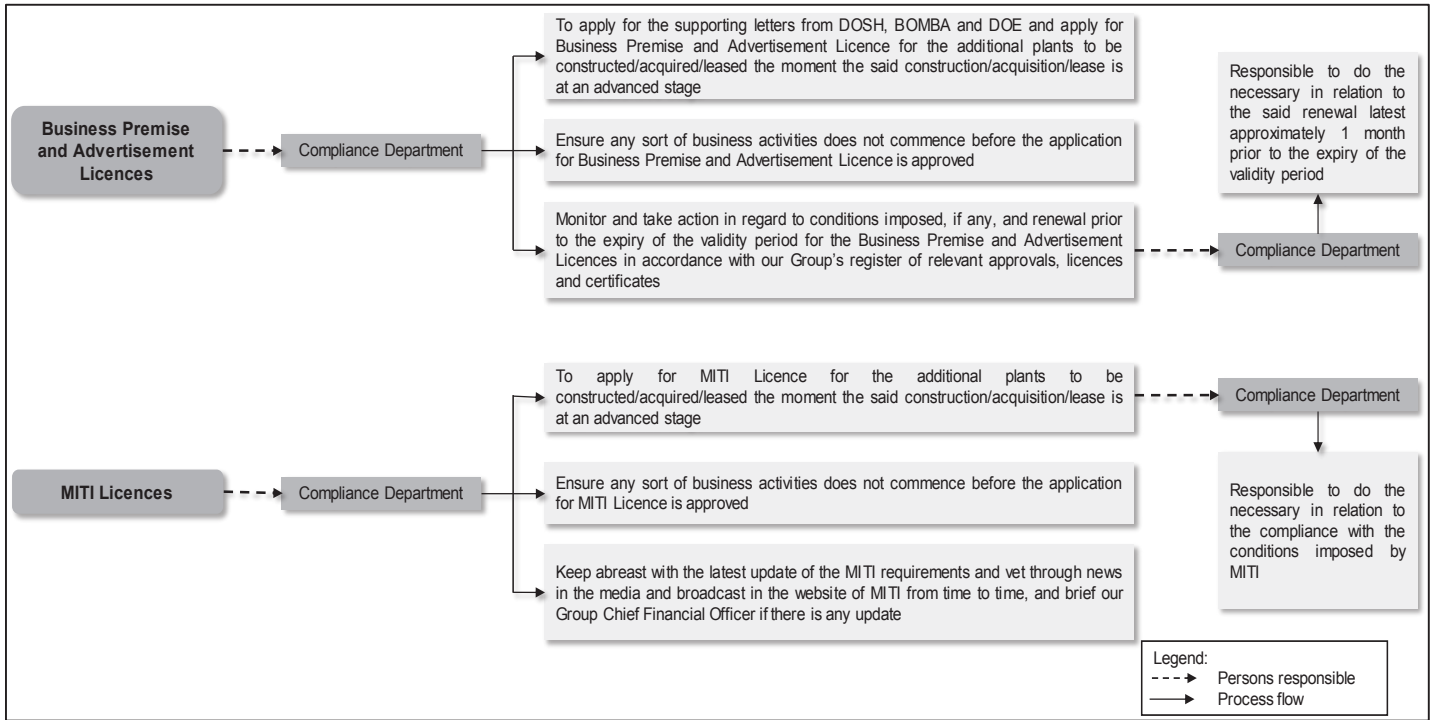 Business Premise
and Advertisement
Licences
Compliance Department
To apply for the supporting letters from DOSH, BOMBA and DOE and apply for
Business Premise and Advertisement Licence for the additional plants to be
constructed/acquired/leased the moment the said construction/acquisition/lease is
at an advanced stage
Ensure any sort of business activities does not commence before the application
for Business Premise and Advertisement Licence is approved
Monitor and take action in regard to conditions imposed, if any, and renewal prior
to the expiry of the validity period for the Business Premise and Advertisement
Licences in accordance with our Group's register of relevant approvals, licences
and certificates
Compliance Department
Responsible to do the
necessary in relation to
the said renewal latest
approximately 1 month
prior to the expiry of the
validity period
MITI Licences
Compliance Department
To apply for MITI Licence for the additional plants to be
constructed/acquired/leased the moment the said construction/acquisition/lease is
at an advanced stage
Compliance Department
Responsible to do the
necessary in relation to
the compliance with the
conditions imposed by
MITI
Ensure any sort of business activities does not commence before the application
for MITI Licence is approved
Keep abreast with the latest update of the MITI requirements and vet through news
in the media and broadcast in the website of MITI from time to time, and brief our
Group Chief Financial Officer if there is any update
Legend:
Persons responsible
Process flow